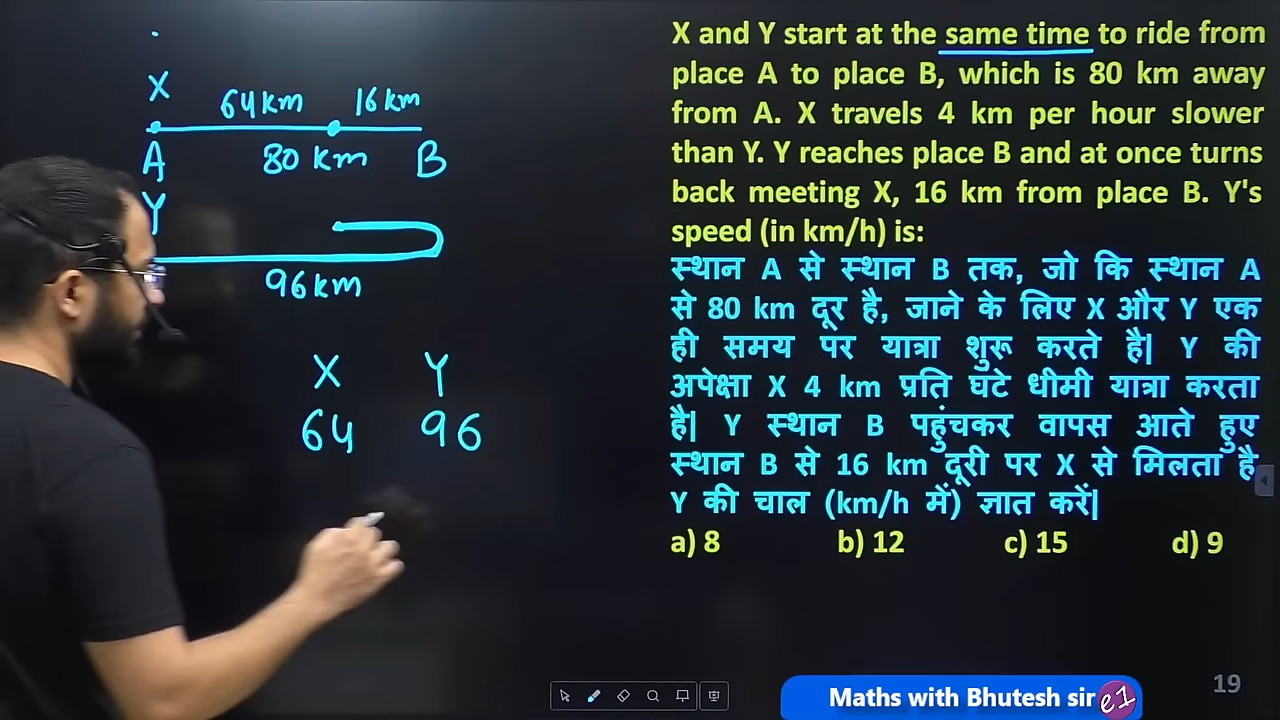 X
64 km 16 km
A 80 km B
Y
96 km
X Y
64 96
X and Y start at the same time to ride from
place A to place B, which is 80 km away
from A. X travels 4 km per hour slower
than Y. Y reaches place B and at once turns
back meeting X, 16 km from place B. Y's
speed (in km/h) is:
स्थान A से स्थान B तक, जो कि स्थान A
से 80 km दूर है, जाने के लिए X और Y एक
ही समय पर यात्रा शुरू करते है| Y की
अपेक्षा X 4 km प्रति घंटे धीमी यात्रा करता
है| Y स्थान B पहुंचकर वापस आते हुए
स्थान B से 16 km दूरी पर X से मिलता है
Y की चाल (km/h में) ज्ञात करें|
a) 8 b) 12 c) 15 d) 9
Maths with Bhutesh sir e1
19